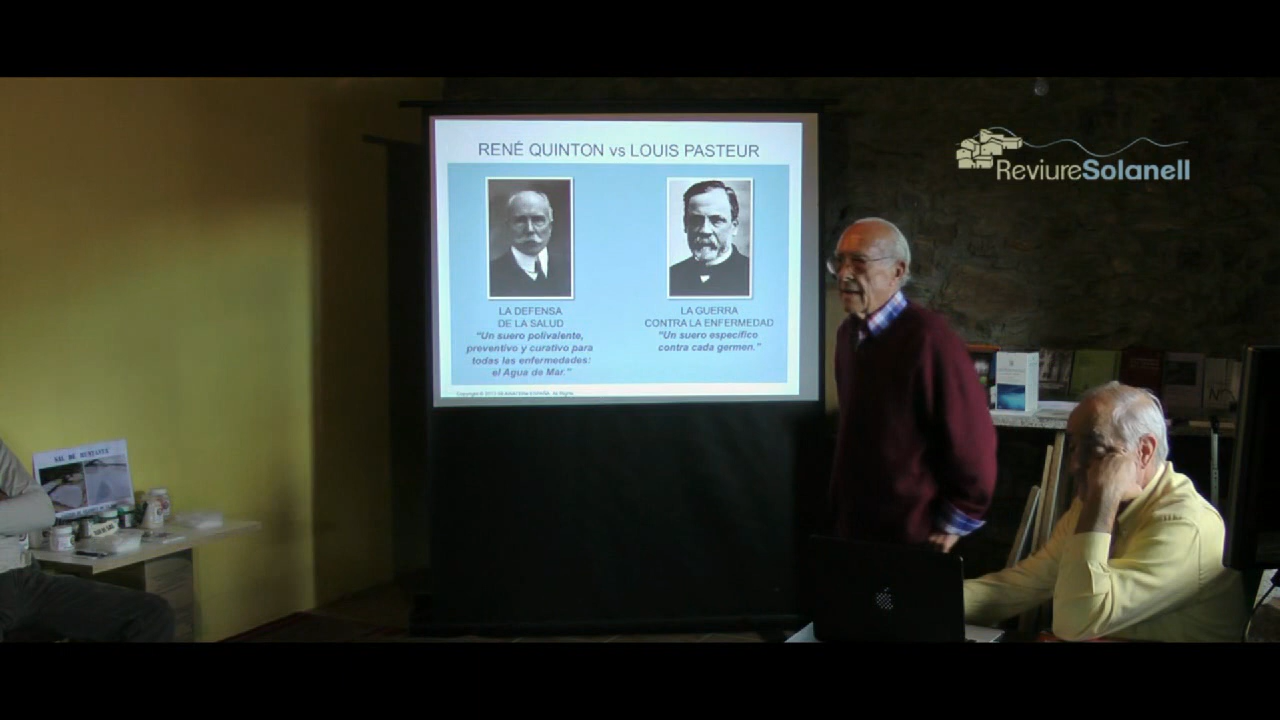 RENÉ QUINTON vs LOUIS PASTEUR
LA DEFENSA
DE LA SALUD
"Un suero polivalente,
preventivo y curativo para
todas las enfermedades:
el Agua de Mar."
LA GUERRA
CONTRA LA ENFERMEDAD
"Un suero específico
contra cada germen."
ReviureSolanell